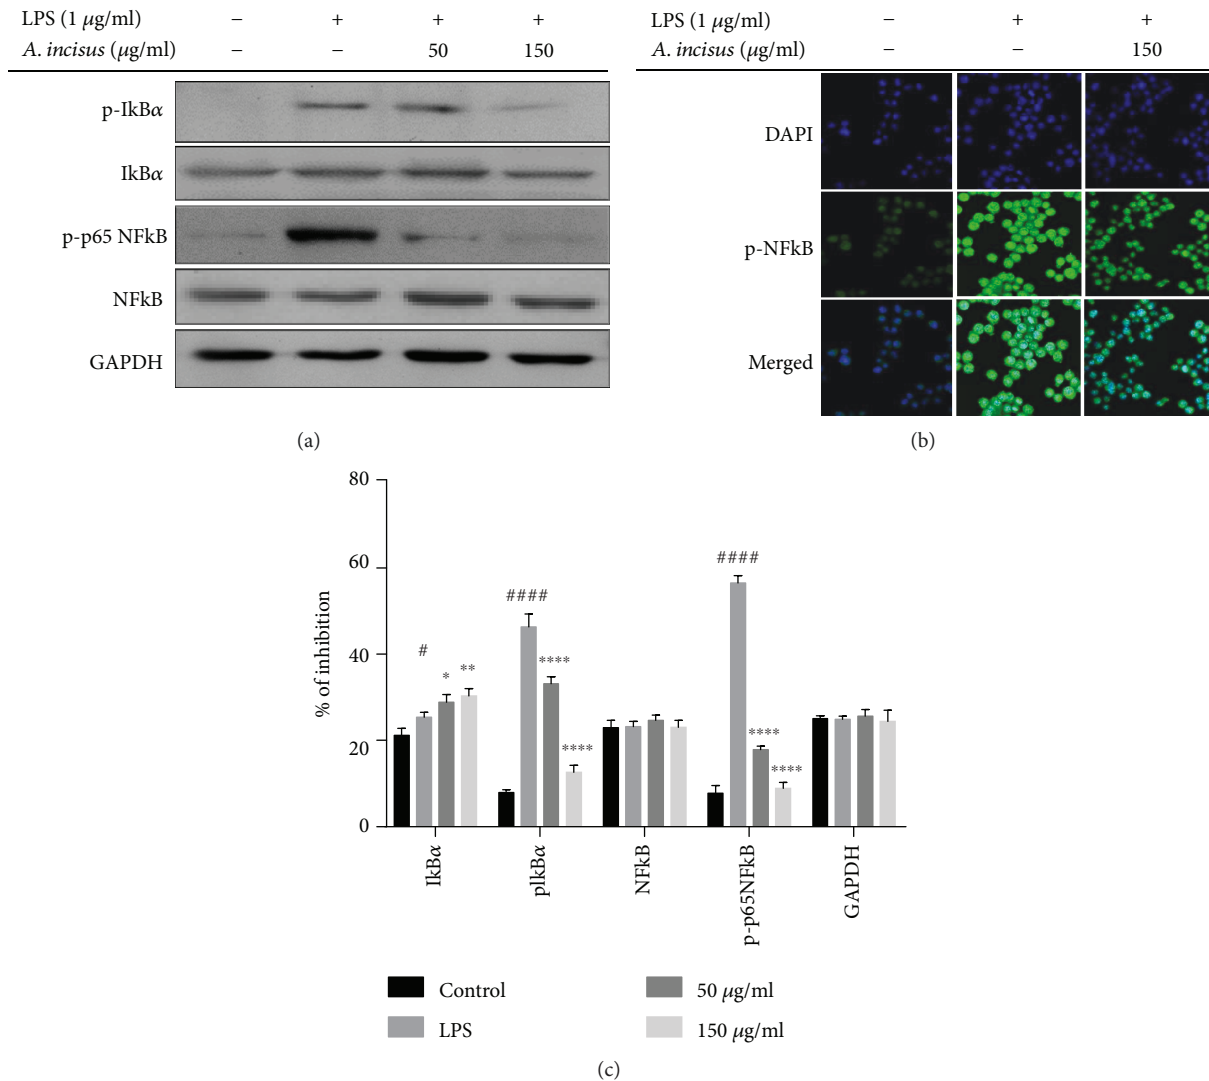 LPS (1 μg/ml) − + + +
A. incisus (μg/ml) − − 50 150
p-IkBα
IkBα
p-p65 NFkB
NFkB
GAPDH
(a)
LPS (1 μg/ml) − + +
A. incisus (μg/ml) − − 150
DAPI
p-NFkB
Merged
(b)
80
60
40
20
0
% of inhibition
#
*
**
####
****
****
####
****
****
IkBα
pIkBα
NFkB
p-p65NFkB
GAPDH
Control
LPS
50 μg/ml
150 μg/ml
(c)